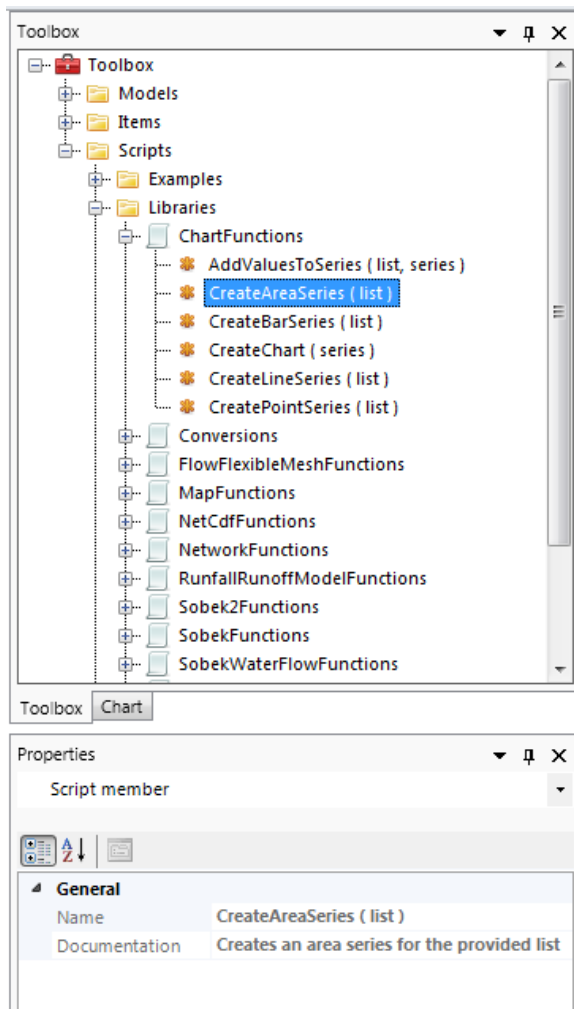 Toolbox
Toolbox
Models
Items
Scripts
Examples
Libraries
ChartFunctions
AddValuesToSeries ( list, series )
CreateAreaSeries ( list )
CreateBarSeries ( list )
CreateChart ( series )
CreateLineSeries ( list )
CreatePointSeries ( list )
Conversions
FlowFlexibleMeshFunctions
MapFunctions
NetCdfFunctions
NetworkFunctions
RunfallRunoffModelFunctions
Sobek2Functions
SobekFunctions
SobekWaterFlowFunctions
Toolbox Chart
Properties
Script member
A Z
General
Name CreateAreaSeries ( list )
Documentation Creates an area series for the provided list